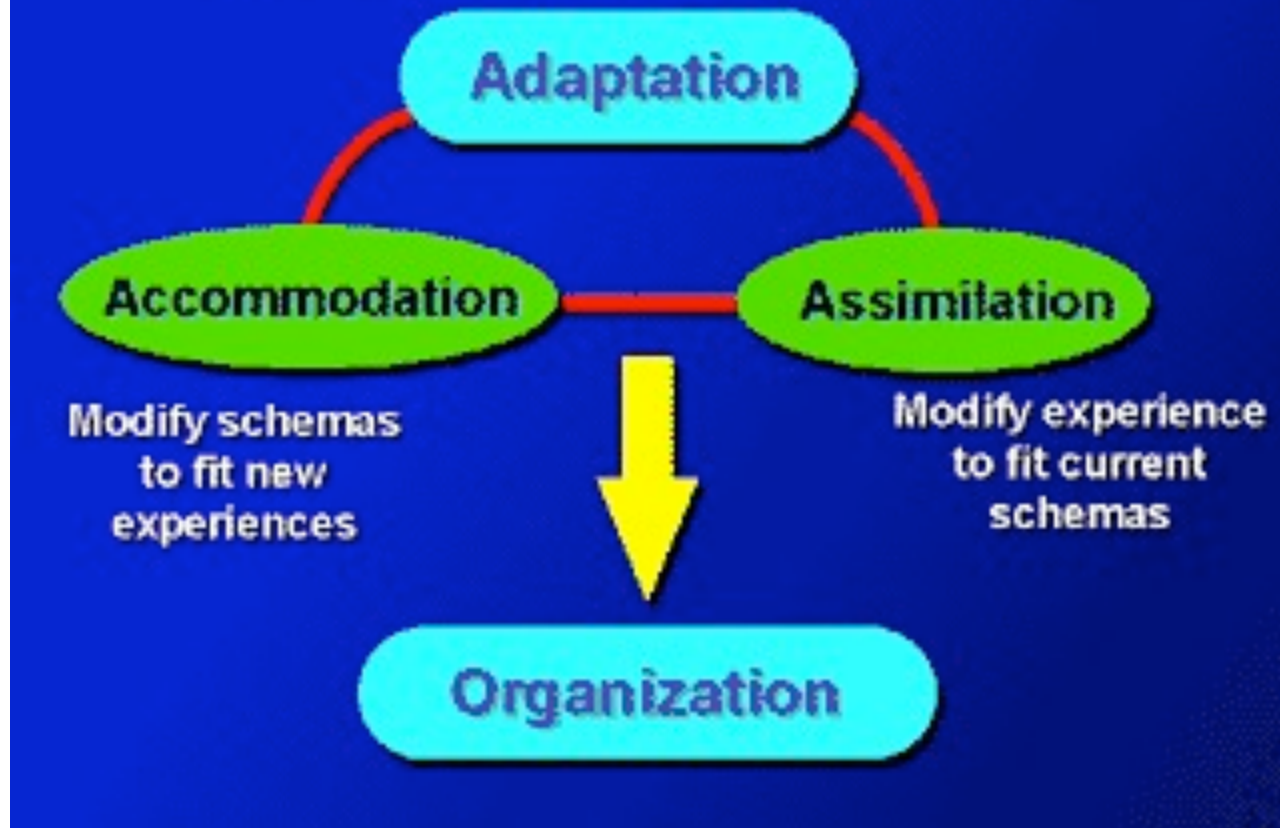 Adaptation
Accommodation
Assimilation
Modify schemas
to fit new
experiences
Modify experience
to fit current
schemas
Organization